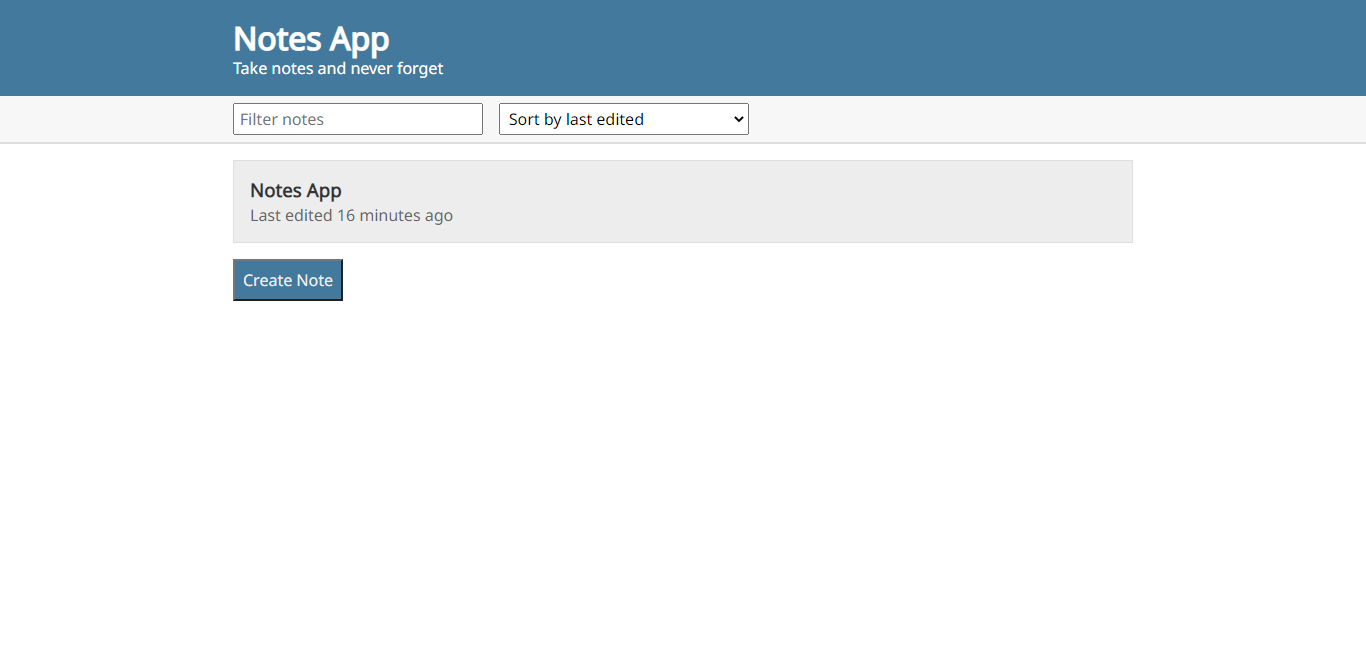 Notes App
Take notes and never forget
Filter notes
Sort by last edited
Notes App
Last edited 16 minutes ago
Create Note